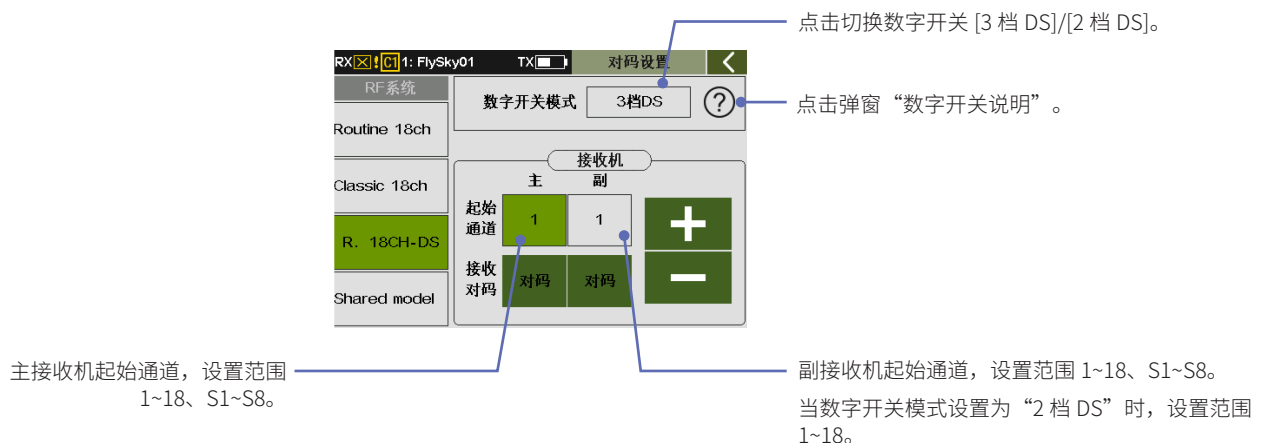 点击切换数字开关 [3 档 DS]/[2 档 DS]。
RX C1 1: FlySky01 TX 对码设置
RF系统
数字开关模式 3档DS ?
点击弹窗“数字开关说明”。
Routine 18ch
接收机
主 副
Classic 18ch
起始
通道
1 1
R. 18CH-DS
接收
对码
对码 对码
Shared model
主接收机起始通道，设置范围
1~18、S1~S8。
副接收机起始通道，设置范围 1~18、S1~S8。
当数字开关模式设置为“2 档 DS”时，设置范围
1~18。